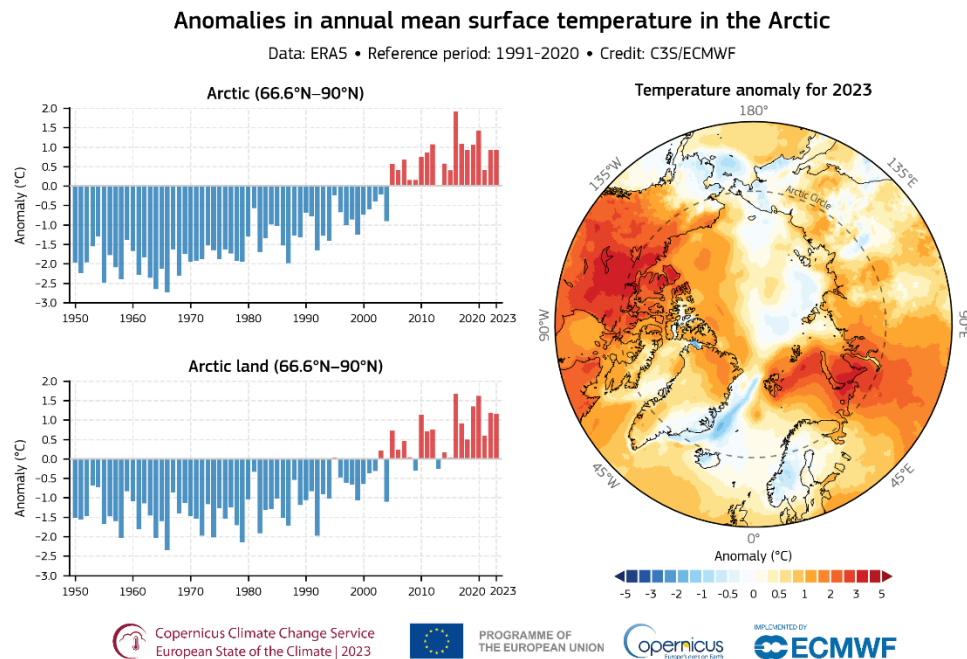 Anomalies in annual mean surface temperature in the Arctic
Data: ERA5 • Reference period: 1991-2020 • Credit: C3S/ECMWF
Arctic (66.6°N–90°N)
Anomaly (°C)
2.0
1.5
1.0
0.5
0.0
-0.5
-1.0
-1.5
-2.0
-2.5
-3.0
1950 1960 1970 1980 1990 2000 2010 2020 2023
Arctic land (66.6°N–90°N)
Anomaly (°C)
2.0
1.5
1.0
0.5
0.0
-0.5
-1.0
-1.5
-2.0
-2.5
-3.0
1950 1960 1970 1980 1990 2000 2010 2020 2023
Temperature anomaly for 2023
180°
135°W
135°E
Arctic Circle
90°W
90°E
45°W
45°E
0°
Anomaly (°C)
-5 -3 -2 -1 -0.5 0 0.5 1 2 3 5
Copernicus Climate Change Service
European State of the Climate | 2023
PROGRAMME OF
THE EUROPEAN UNION
opernicus
Europe's eyes on Earth
IMPLEMENTED BY
ECMWF